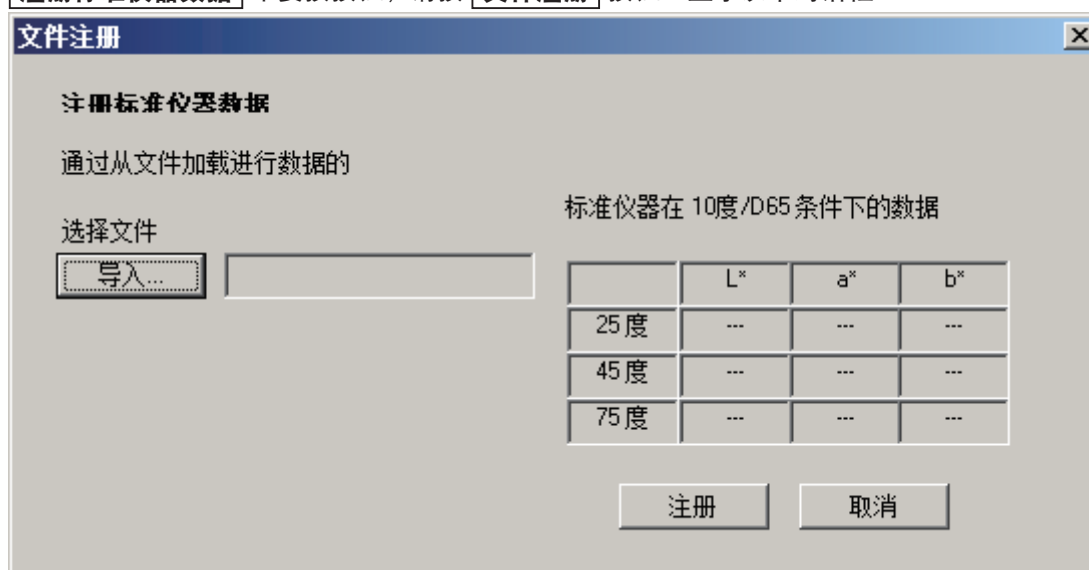 文件注册
注册标准仪器数据
通过从文件加载进行数据的
选择文件
导入...
标准仪器在 10度/D65 条件下的数据
L* a* b*
25度 --- --- ---
45度 --- --- ---
75度 --- --- ---
注册 取消